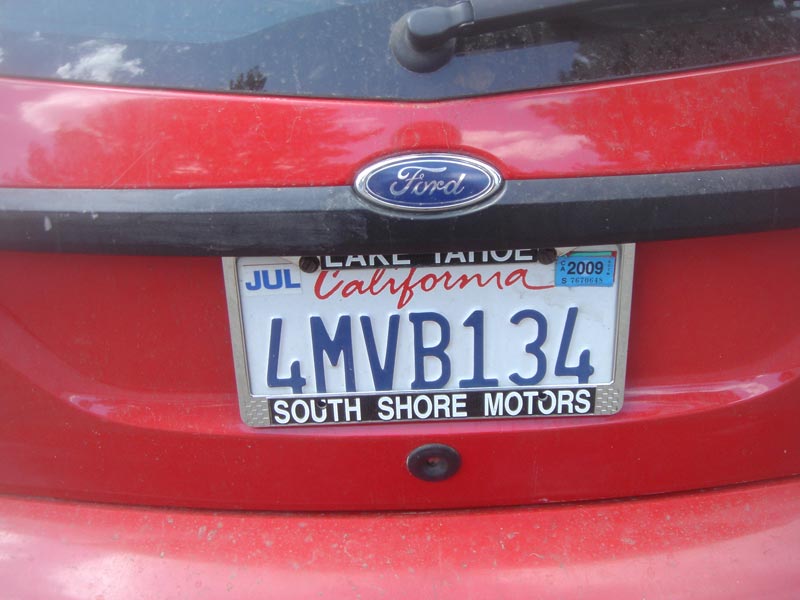 Ford
LAKE TAHOE
JUL California 2009
4MVB134
SOUTH SHORE MOTORS